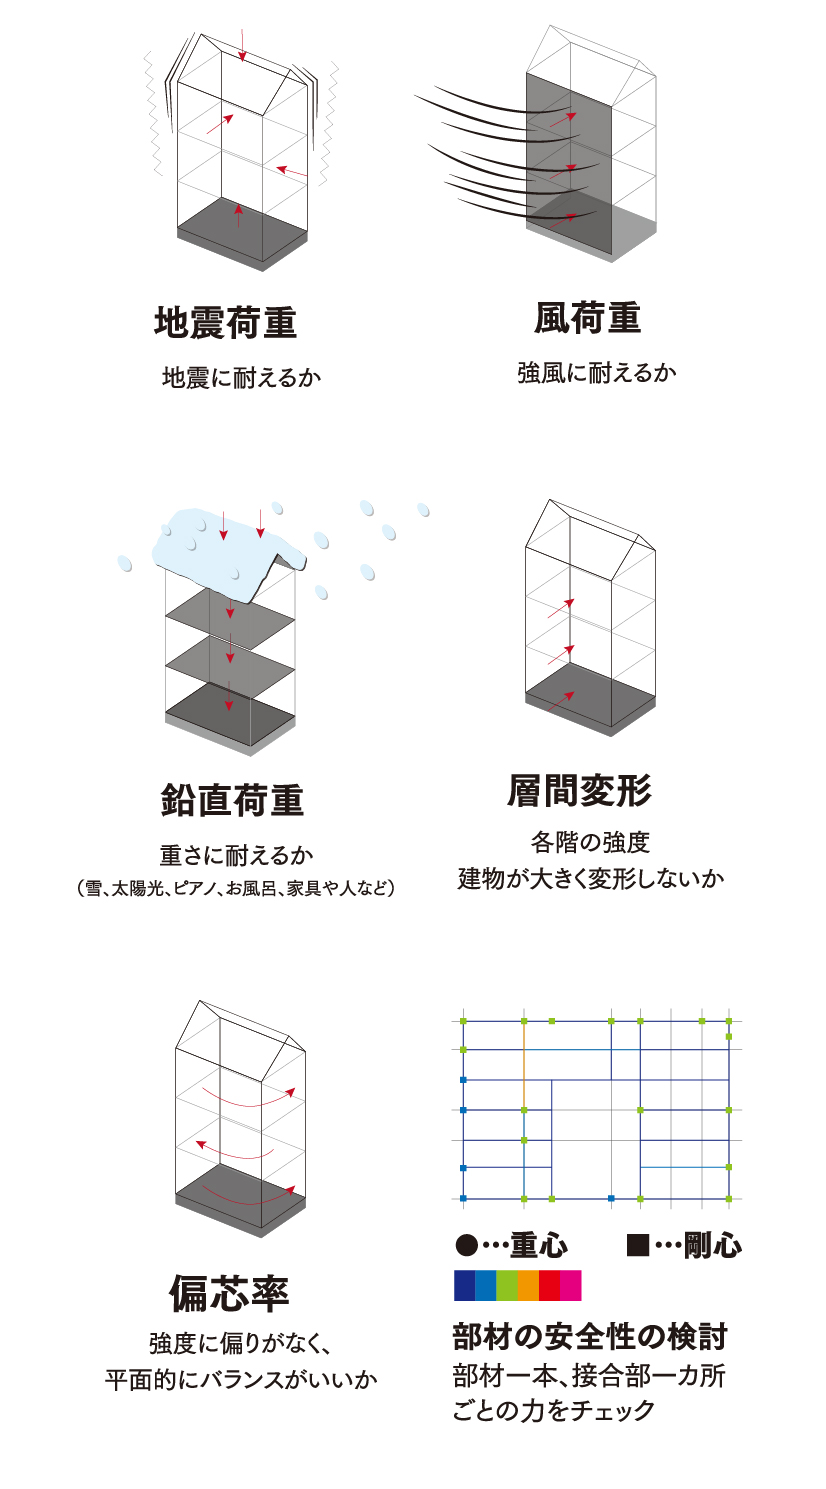 地震荷重
地震に耐えるか
風荷重
強風に耐えるか
鉛直荷重
重さに耐えるか
（雪、太陽光、ピアノ、お風呂、家具や人など）
層間変形
各階の強度
建物が大きく変形しないか
偏芯率
強度に偏りがなく、
平面的にバランスがいいか
●…重心 ■…剛心
部材の安全性の検討
部材一本、接合部一カ所
ごとの力をチェック